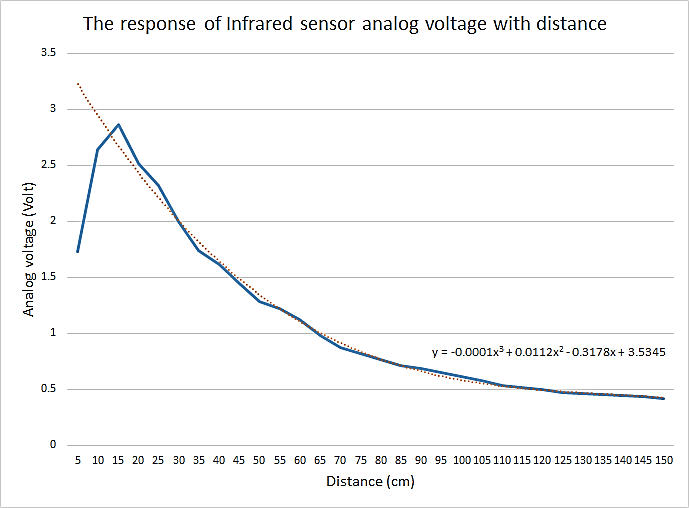 The response of Infrared sensor analog voltage with distance
3.5
3
2.5
2
1.5
1
0.5
0
Analog voltage (Volt)
y = -0.0001x³ + 0.0112x² - 0.3178x + 3.5345
5 10 15 20 25 30 35 40 45 50 55 60 65 70 75 80 85 90 95 100 105 110 115 120 125 130 135 140 145 150
Distance (cm)